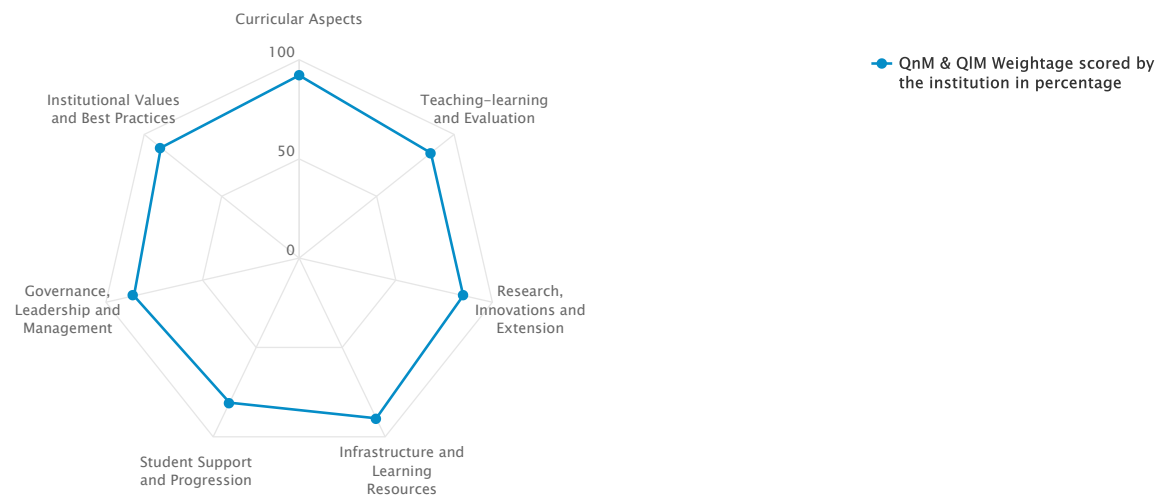 Curricular Aspects
100
QnM & QlM Weightage scored by
the institution in percentage
Institutional Values
and Best Practices
Teaching-learning
and Evaluation
50
0
Governance,
Leadership and
Management
Research,
Innovations and
Extension
Student Support
and Progression
Infrastructure and
Learning
Resources